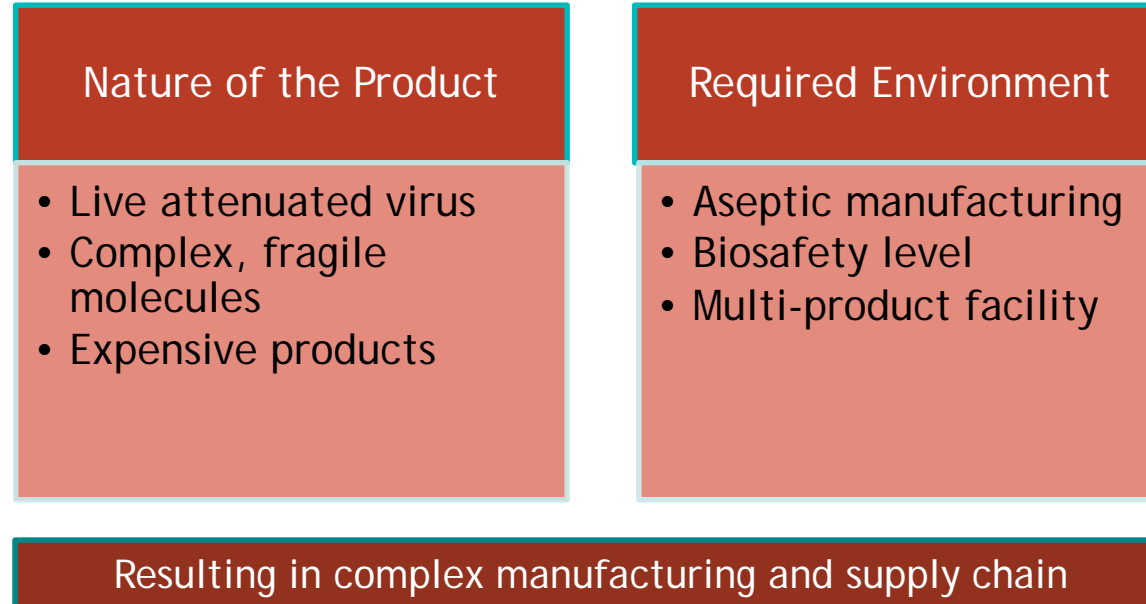 Nature of the Product
• Live attenuated virus
• Complex, fragile
molecules
• Expensive products
Required Environment
• Aseptic manufacturing
• Biosafety level
• Multi-product facility
Resulting in complex manufacturing and supply chain